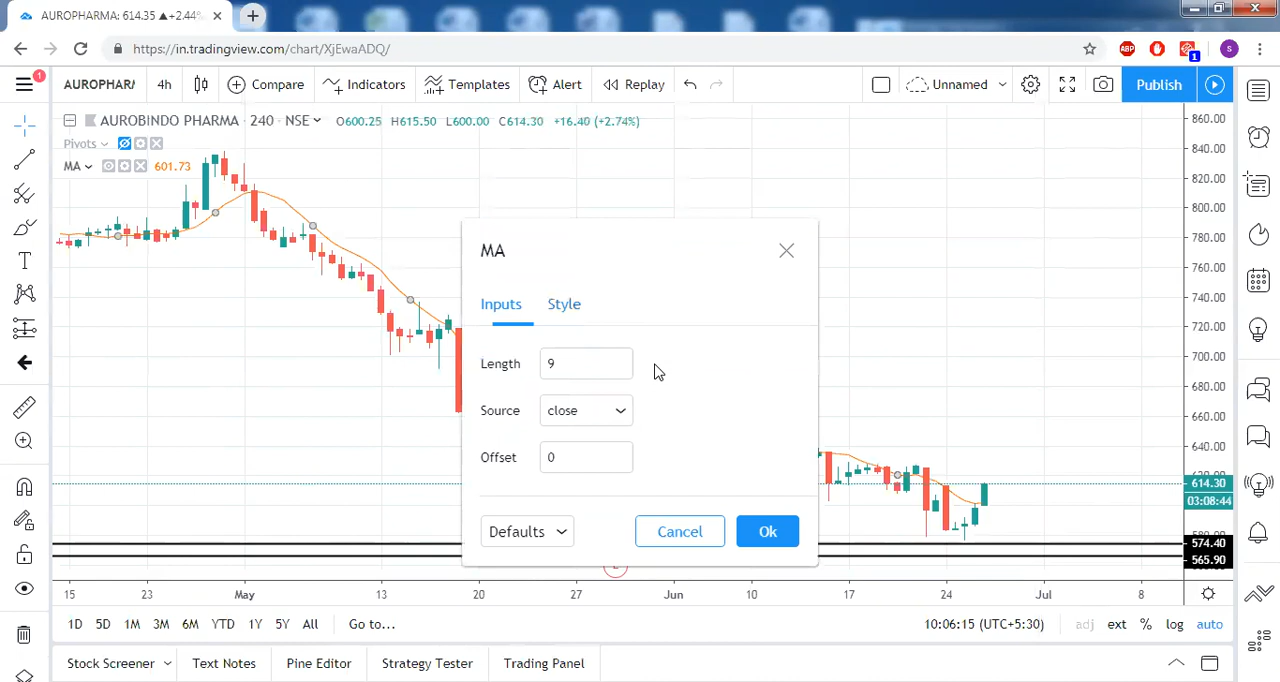 AUROPHARMA: 614.35 ▲+2.44%
https://in.tradingview.com/chart/XjEwaADQ/
ABP
1
S
1
AUROPHAR
4h
Compare
Indicators
Templates
Alert
Replay
Unnamed
Publish
AUROBINDO PHARMA · 240 · NSE
O600.25 H615.50 L600.00 C614.30 +16.40 (+2.74%)
Pivots
MA
601.73
860.00
840.00
820.00
800.00
780.00
760.00
740.00
720.00
700.00
680.00
660.00
640.00
614.30
03:08:44
574.40
565.90
MA
Inputs
Style
Length
9
Source
close
Offset
0
Defaults
Cancel
Ok
15
23
May
13
20
27
Jun
10
17
24
Jul
8
1D
5D
1M
3M
6M
YTD
1Y
5Y
All
Go to...
10:06:15 (UTC+5:30)
adj
ext
%
log
auto
Stock Screener
Text Notes
Pine Editor
Strategy Tester
Trading Panel